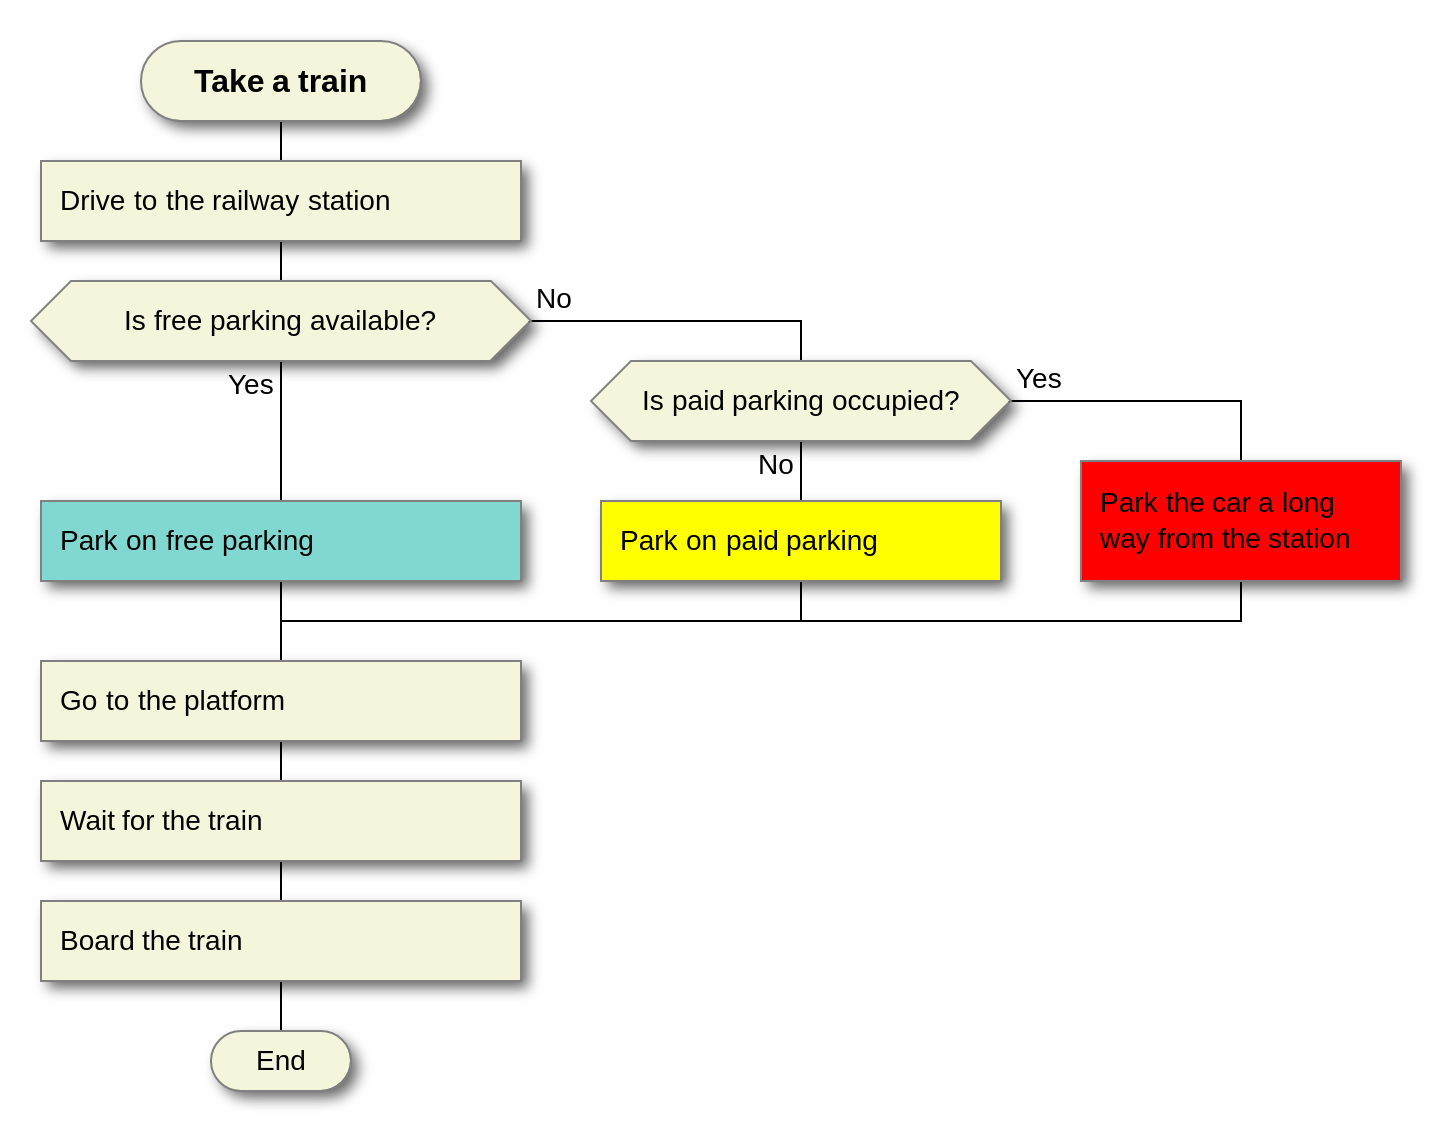 Take a train
Drive to the railway station
Is free parking available?
No
Yes
Is paid parking occupied?
Yes
No
Park on free parking
Park on paid parking
Park the car a long
way from the station
Go to the platform
Wait for the train
Board the train
End